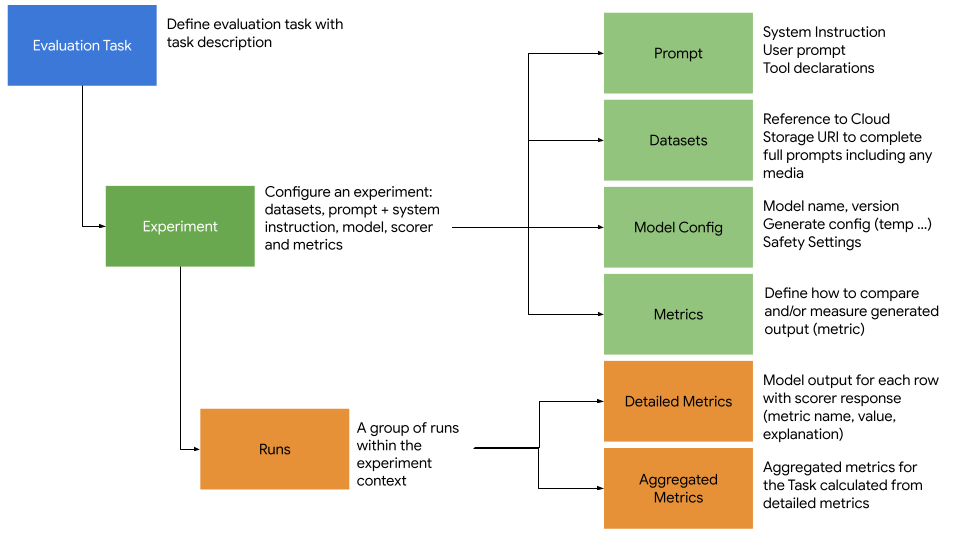 Evaluation Task
Define evaluation task with
task description
Experiment
Configure an experiment:
datasets, prompt + system
instruction, model, scorer
and metrics
Prompt
System Instruction
User prompt
Tool declarations
Datasets
Reference to Cloud
Storage URI to complete
full prompts including any
media
Model Config
Model name, version
Generate config (temp ...)
Safety Settings
Metrics
Define how to compare
and/or measure generated
output (metric)
Runs
A group of runs
within the
experiment
context
Detailed Metrics
Model output for each row
with scorer response
(metric name, value,
explanation)
Aggregated
Metrics
Aggregated metrics for
the Task calculated from
detailed metrics